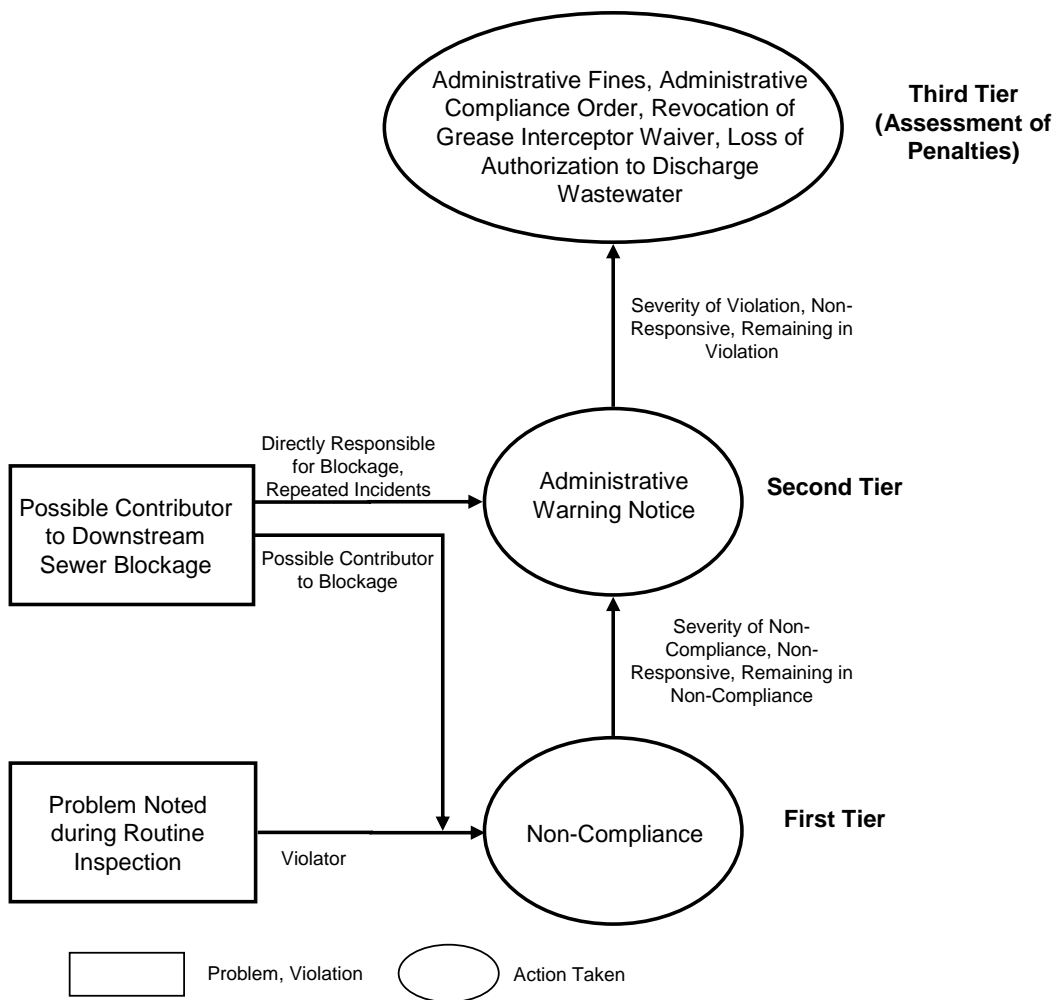 Administrative Fines, Administrative
Compliance Order, Revocation of
Grease Interceptor Waiver, Loss of
Authorization to Discharge
Wastewater
Third Tier
(Assessment of
Penalties)
Severity of Violation, Non-
Responsive, Remaining in
Violation
Directly Responsible
for Blockage,
Repeated Incidents
Possible Contributor
to Downstream
Sewer Blockage
Administrative
Warning Notice
Second Tier
Possible Contributor
to Blockage
Severity of Non-
Compliance, Non-
Responsive, Remaining in
Non-Compliance
Problem Noted
during Routine
Inspection
Violator
Non-Compliance
First Tier
Problem, Violation
Action Taken